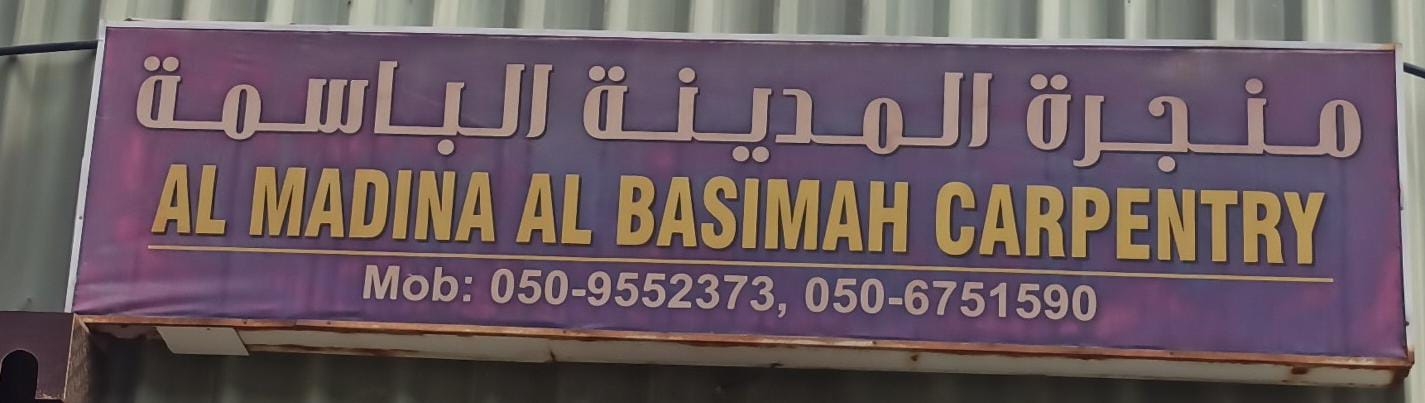 منجرة المدينة الباسمة
AL MADINA AL BASIMAH CARPENTRY
Mob: 050-9552373, 050-6751590